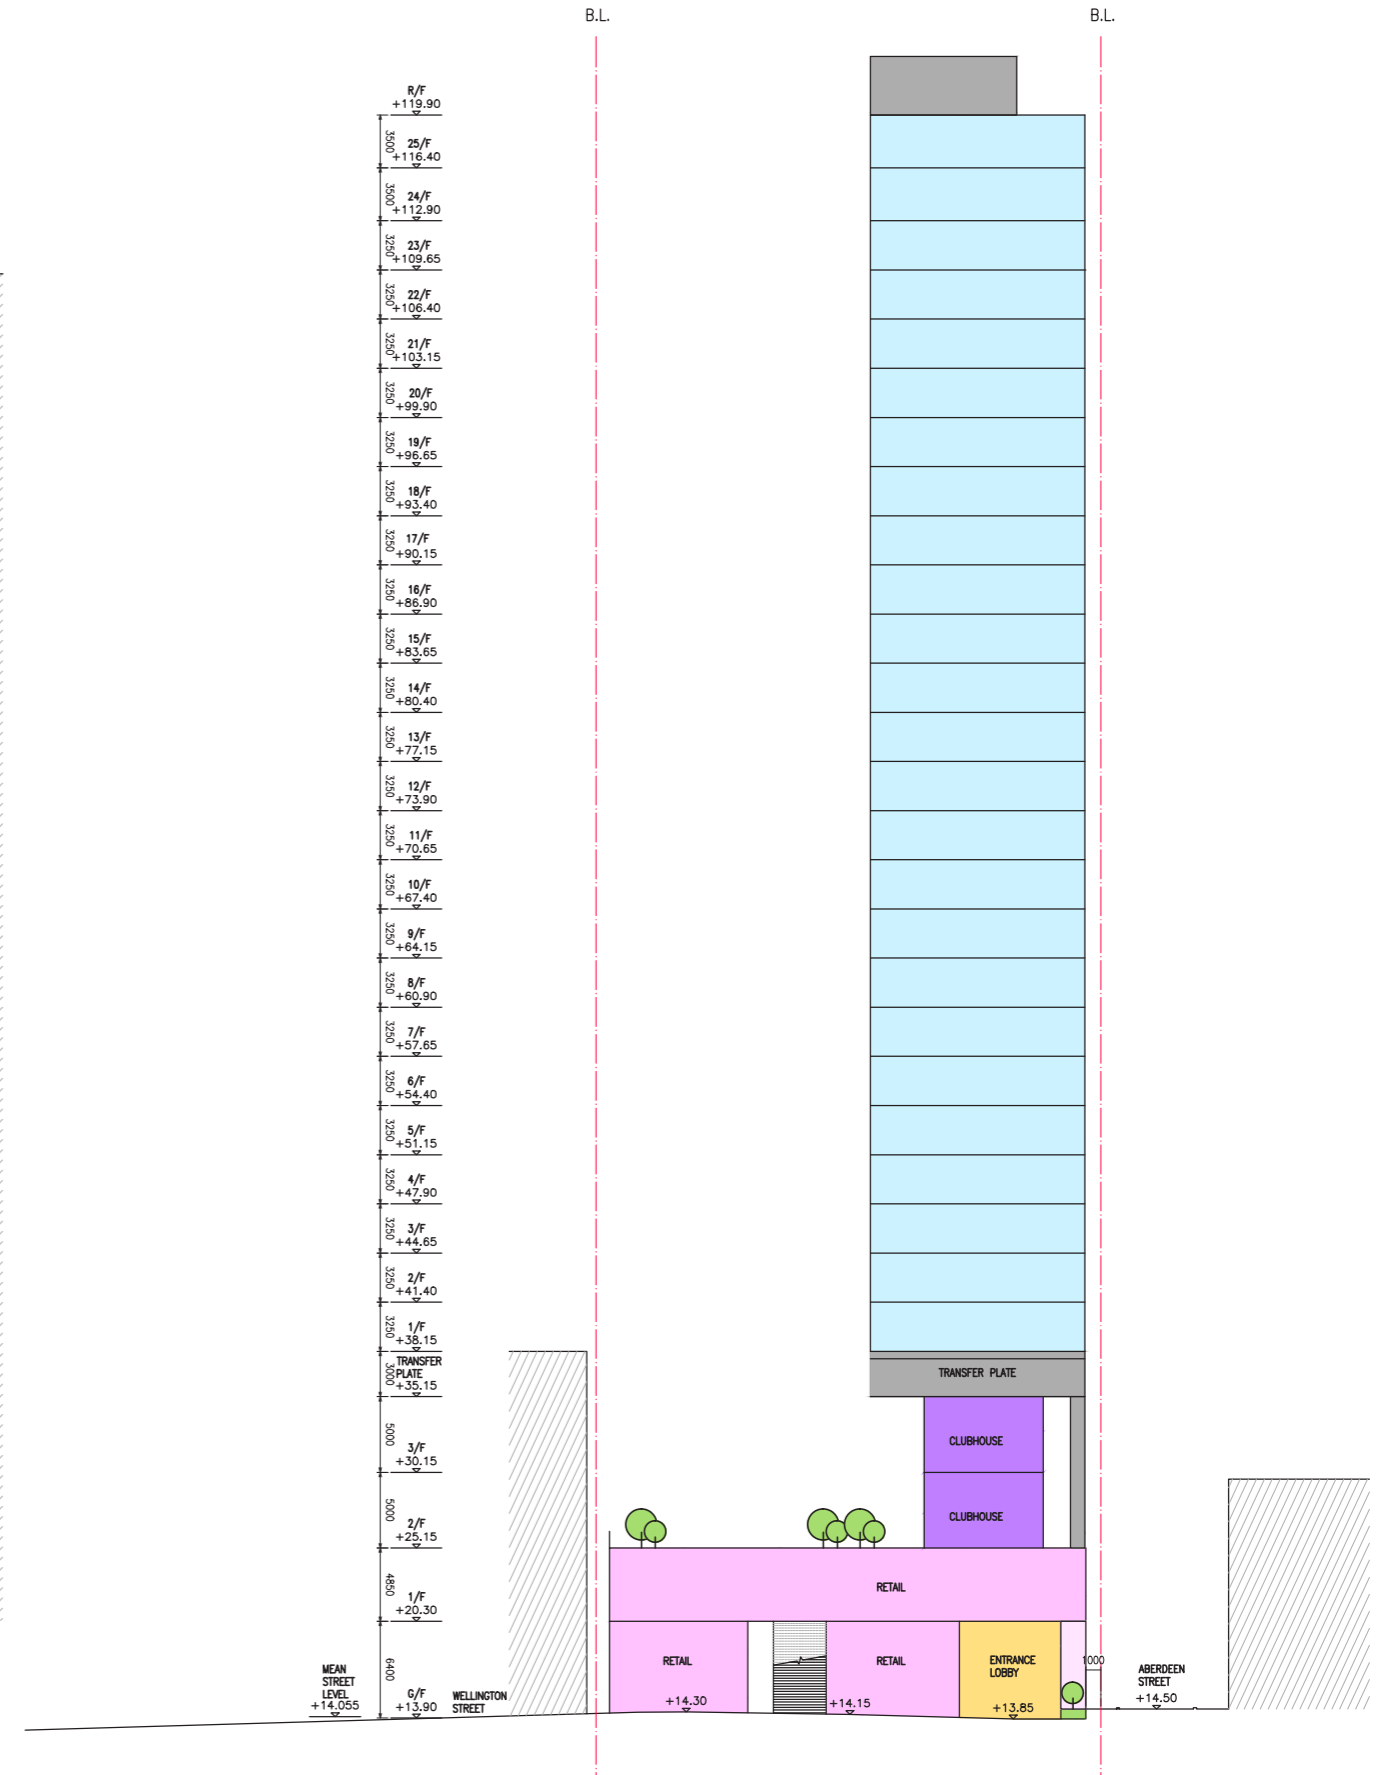 B.L.
B.L.
R/F
+119.90
3500
25/F
+116.40
3500
24/F
+112.90
3250
23/F
+109.65
3250
22/F
+106.40
3250
21/F
+103.15
3250
20/F
+99.90
3250
19/F
+96.65
3250
18/F
+93.40
3250
17/F
+90.15
3250
16/F
+86.90
3250
15/F
+83.65
3250
14/F
+80.40
3250
13/F
+77.15
3250
12/F
+73.90
3250
11/F
+70.65
3250
10/F
+67.40
3250
9/F
+64.15
3250
8/F
+60.90
3250
7/F
+57.65
3250
6/F
+54.40
3250
5/F
+51.15
3250
4/F
+47.90
3250
3/F
+44.65
3250
2/F
+41.40
3250
1/F
+38.15
3000
TRANSFER
PLATE
+35.15
TRANSFER PLATE
5000
3/F
+30.15
CLUBHOUSE
5000
2/F
+25.15
CLUBHOUSE
4850
1/F
+20.30
RETAIL
6400
G/F
+13.90
MEAN
STREET
LEVEL
+14.055
WELLINGTON
STREET
RETAIL
+14.30
RETAIL
+14.15
ENTRANCE
LOBBY
+13.85
1000
ABERDEEN
STREET
+14.50